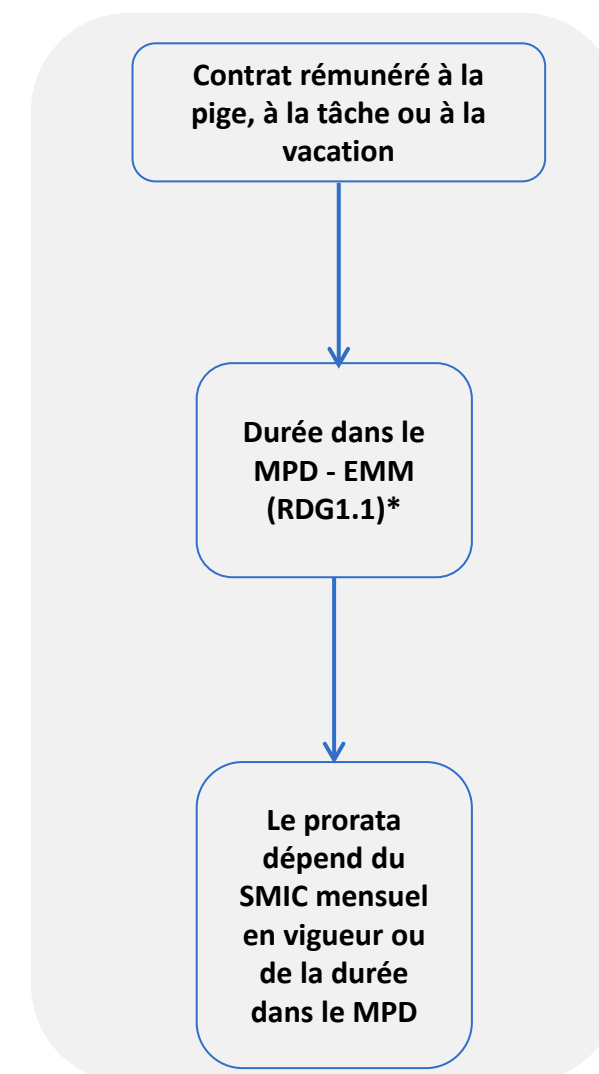 Contrat rémunéré à la
pige, à la tâche ou à la
vacation
Durée dans le
MPD - EMM
(RDG1.1)*
Le prorata
dépend du
SMIC mensuel
en vigueur ou
de la durée
dans le MPD